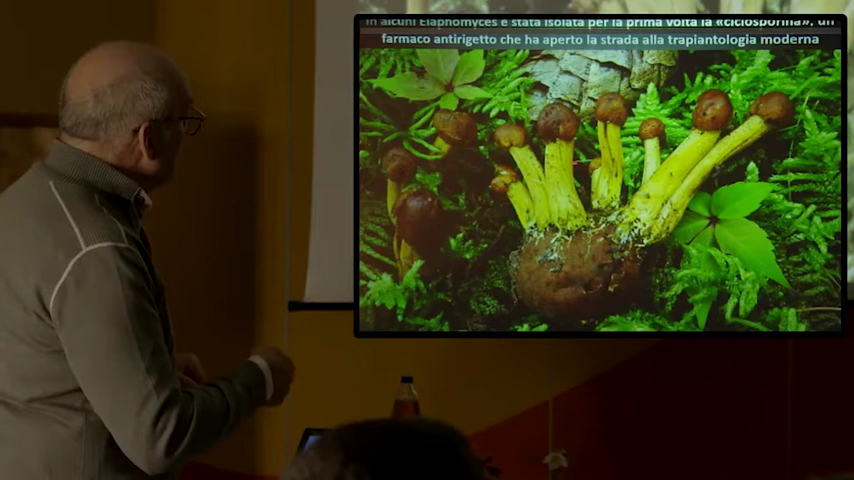 in alcuni Elaphomyces è stata isolata per la prima volta la «ciclosporina», un
farmaco antirigetto che ha aperto la strada alla trapiantologia moderna